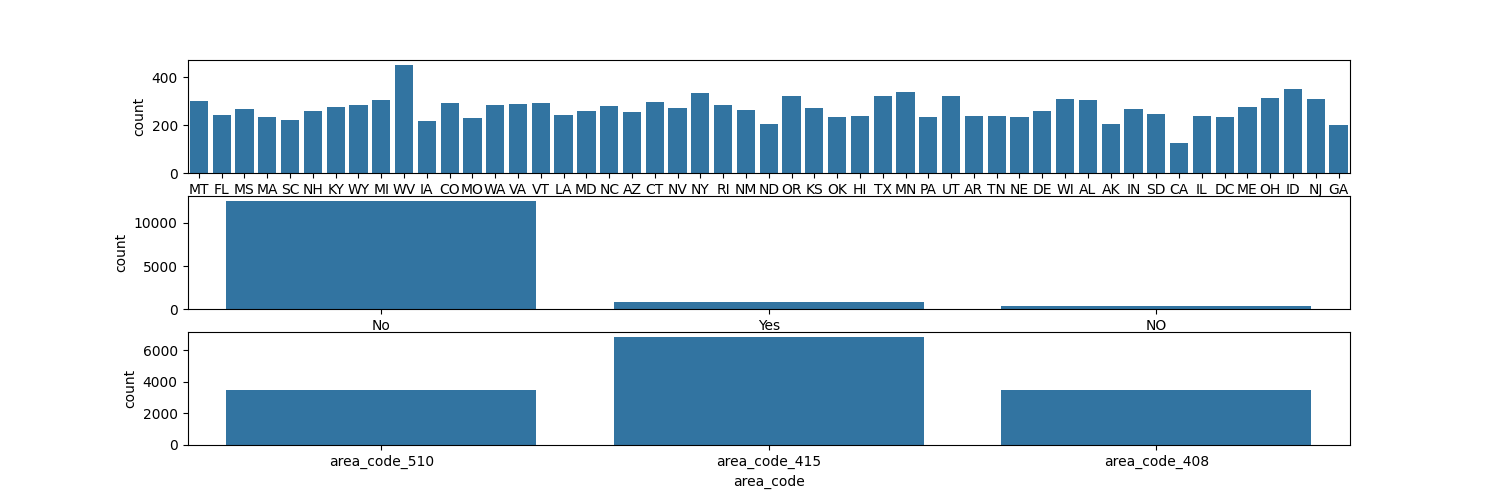 400
200
0
count
MT FL MS MA SC NH KY WY MI WV IA CO MO WA VA VT LA MD NC AZ CT NV NY RI NM ND OR KS OK HI TX MN PA UT AR TN NE DE WI AL AK IN SD CA IL DC ME OH ID NJ GA
10000
5000
0
count
No Yes NO
6000
4000
2000
0
count
area_code_510 area_code_415 area_code_408
area_code